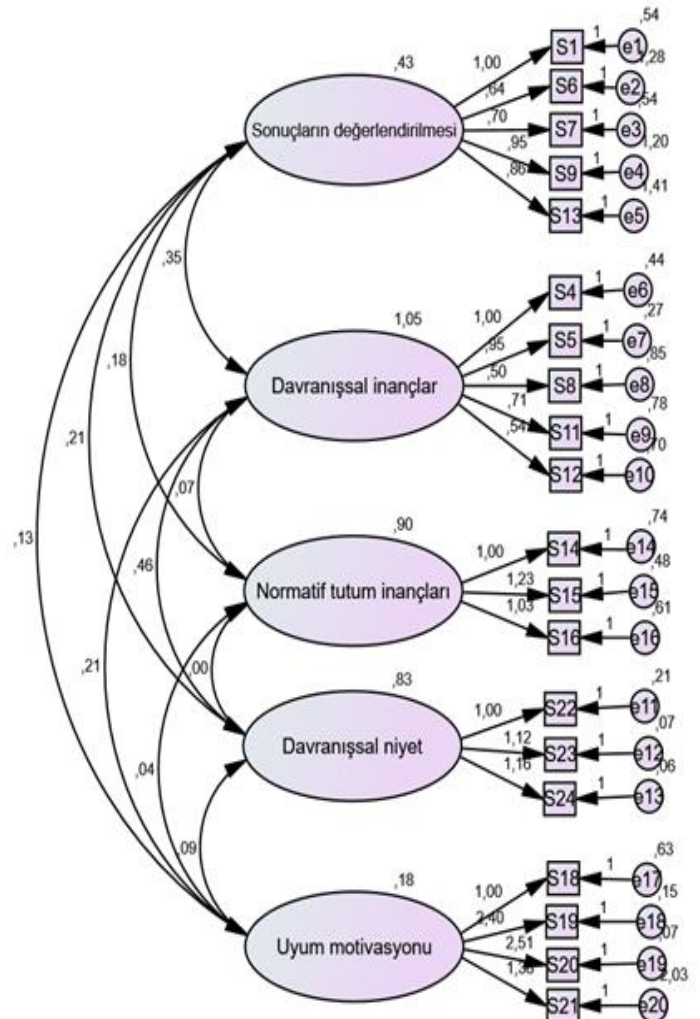 ,54
,43
1,00
S1
1
e1
1,28
,64
S6
1
e2
,54
Sonuçların değerlendirilmesi
,70
S7
1
e3
1,20
,95
S9
1
e4
1,41
,86
S13
1
e5
,35
,44
1,05
1,00
S4
1
e6
,27
,95
S5
1
e7
,85
Davranışsal inançlar
,50
S8
1
e8
,78
,71
S11
1
e9
,70
,54
S12
1
e10
,18
,21
,07
,13
,46
,74
,90
1,00
S14
1
e14
,48
Normatif tutum inançları
1,23
S15
1
e15
,61
1,03
S16
1
e16
,21
,00
,21
,83
1,00
S22
1
e11
,07
Davranışsal niyet
1,12
S23
1
e12
,06
1,16
S24
1
e13
,04
,09
,63
,18
1,00
S18
1
e17
,15
Uyum motivasyonu
2,40
S19
1
e18
,07
2,51
S20
1
e19
2,03
S21
1
e20